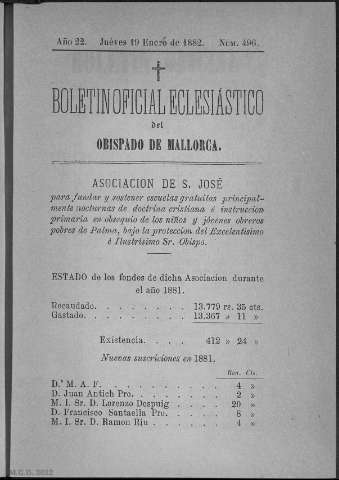 Año 22. Juéves 19 Enero de 1882. Núm. 496.
BOLETIN OFICIAL ECLESIÁSTICO
del
OBISPADO DE MALLORCA.
ASOCIACION DE S. JOSÉ
para fundar y sostener escuelas gratuitas principal-
mente nocturnas de doctrina cristiana é instruccion
primaria en obsequio de los niños y jóvenes obreros
pobres de Palma, bajo la proteccion del Excelentísimo
é Ilustrísimo Sr. Obispo.
ESTADO de los fondos de dicha Asociacion durante
el año 1881.
Recaudado. . . . . . . . 13.779 rs. 35 cts.
Gastado. . . . . . . . . 13.367 » 11 »
Existencia. . . . . 412 » 24 »
Nuevas suscriciones en 1881.
Rvn. Cts.
D.ª M. A. F. . . . . . . . . 4 »
D. Juan Antich Pro. . . . . . . 2 »
M. I. Sr. D. Lorenzo Despuig . . . . 20 »
D. Francisco Santaella Pro. . . . . 8 »
M. I. Sr. D. Ramon Riu . . . . . 4 »
M.C.D. 2022